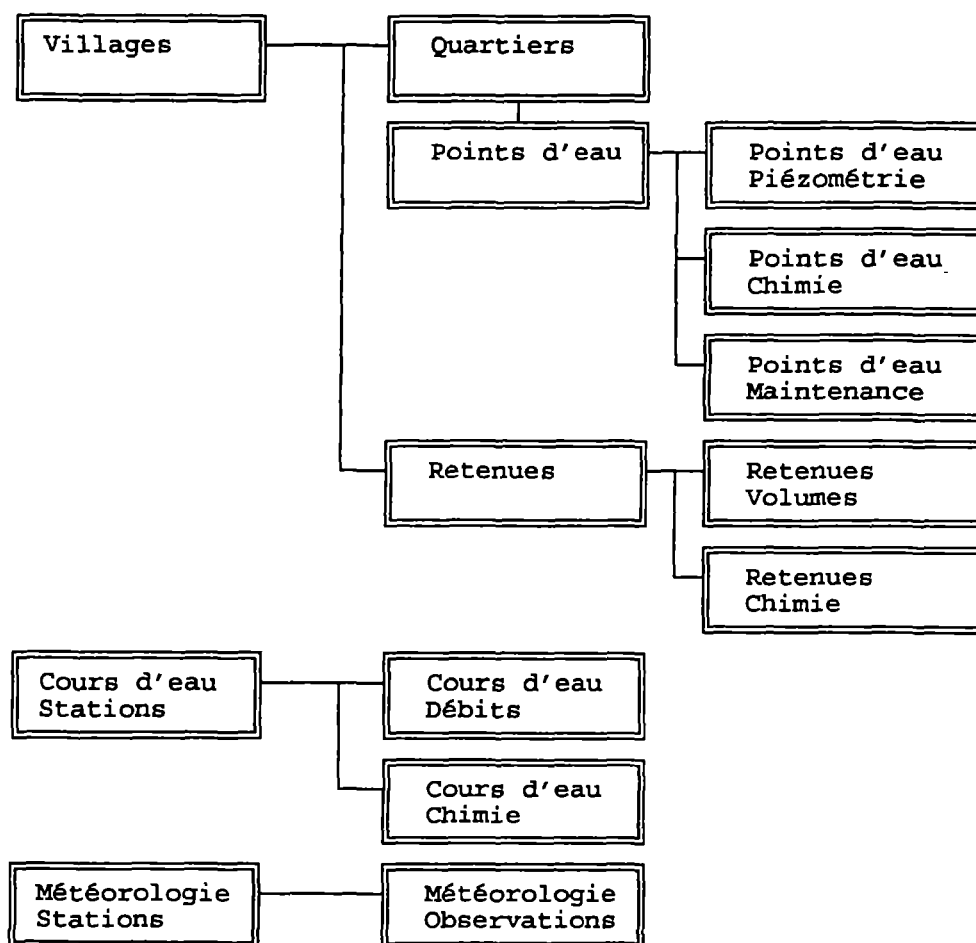 Villages
Quartiers
Points d'eau
Points d'eau
Piézométrie
Points d'eau
Chimie
Points d'eau
Maintenance
Retenues
Retenues
Volumes
Retenues
Chimie
Cours d'eau
Stations
Cours d'eau
Débits
Cours d'eau
Chimie
Météorologie
Stations
Météorologie
Observations